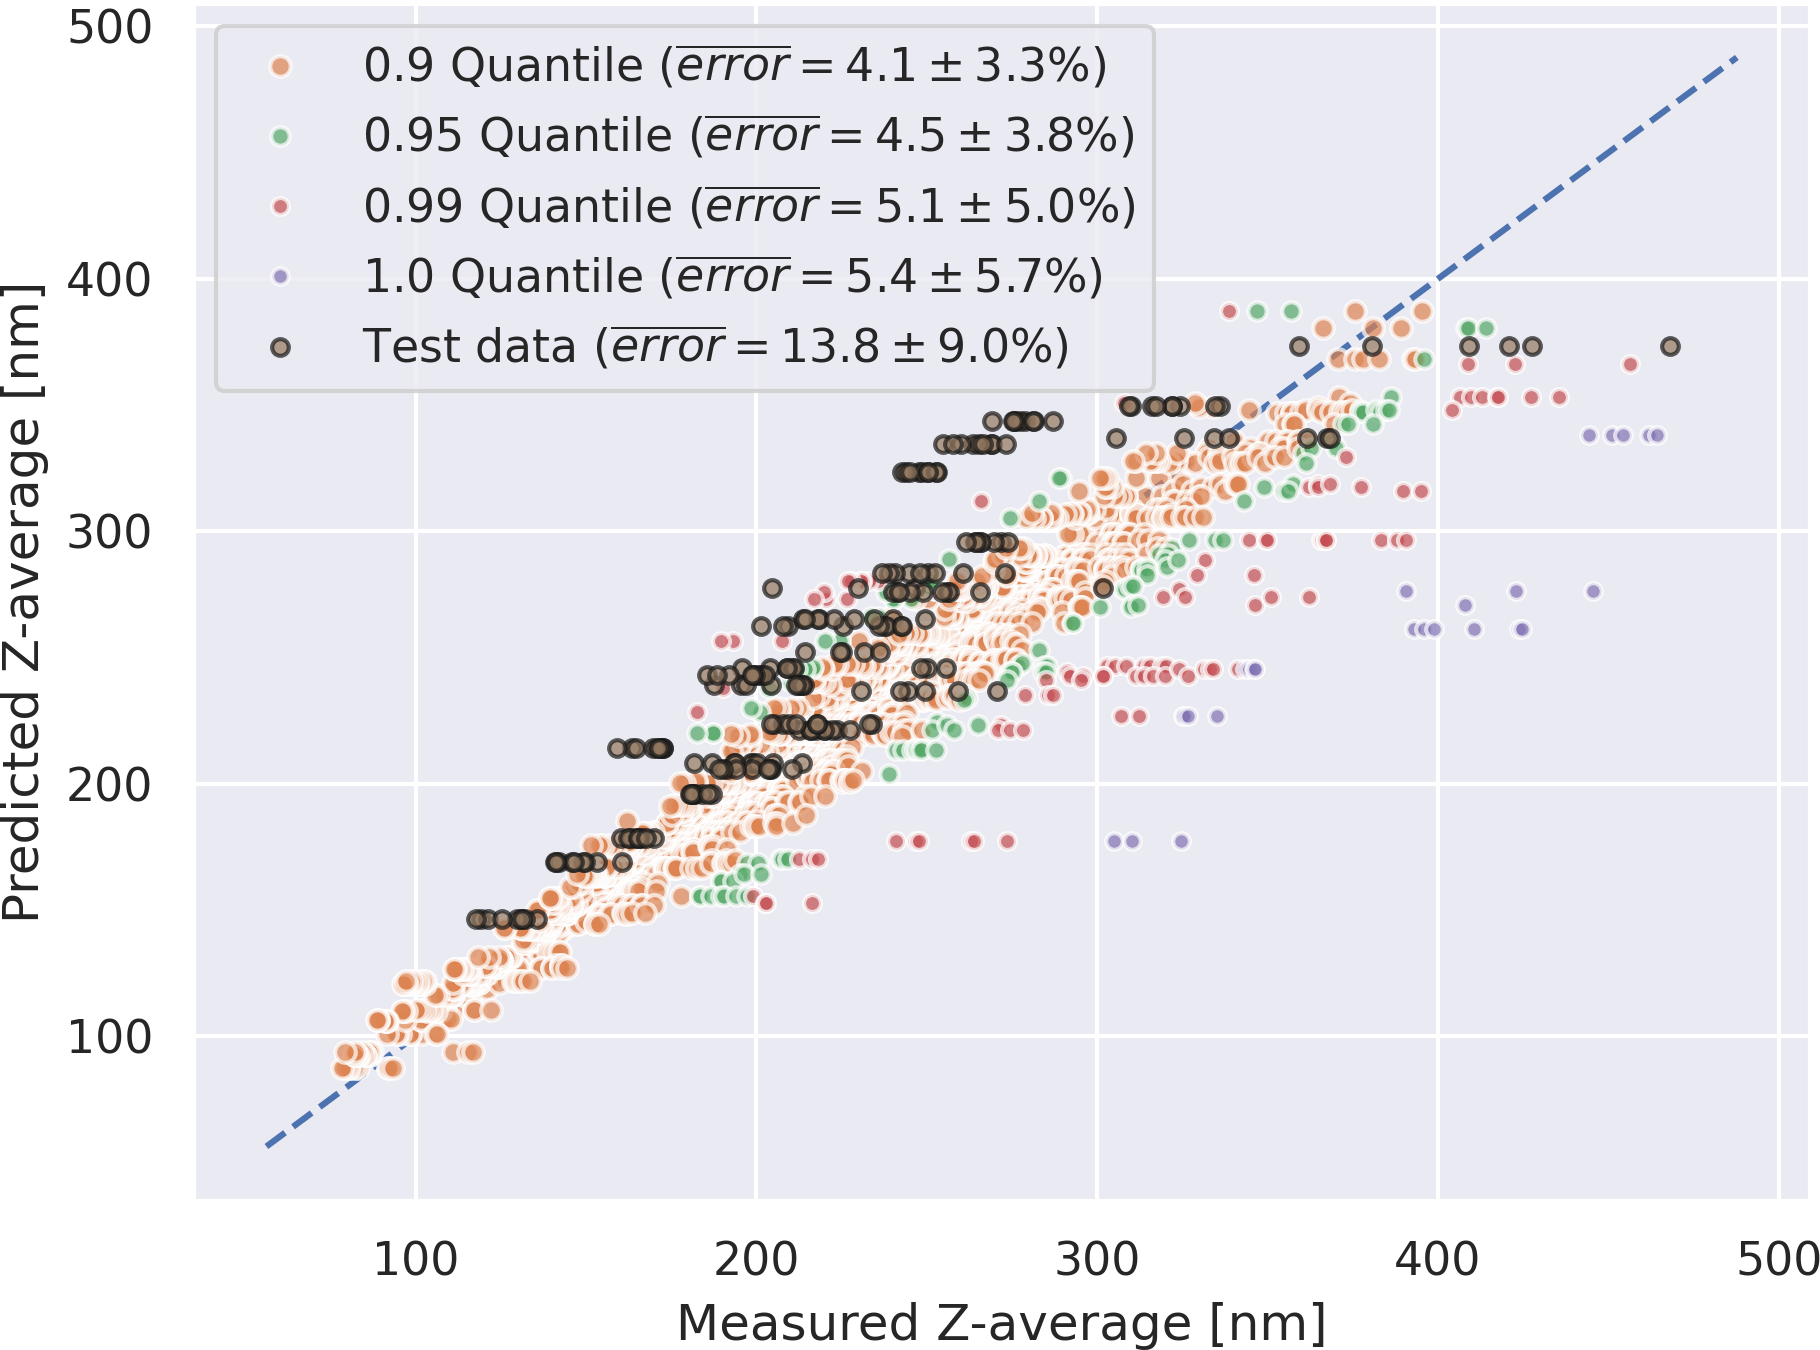 500
400
300
200
100
Predicted Z-average [nm]
0.9 Quantile (error = 4.1 ± 3.3%)
0.95 Quantile (error = 4.5 ± 3.8%)
0.99 Quantile (error = 5.1 ± 5.0%)
1.0 Quantile (error = 5.4 ± 5.7%)
Test data (error = 13.8 ± 9.0%)
100 200 300 400 500
Measured Z-average [nm]